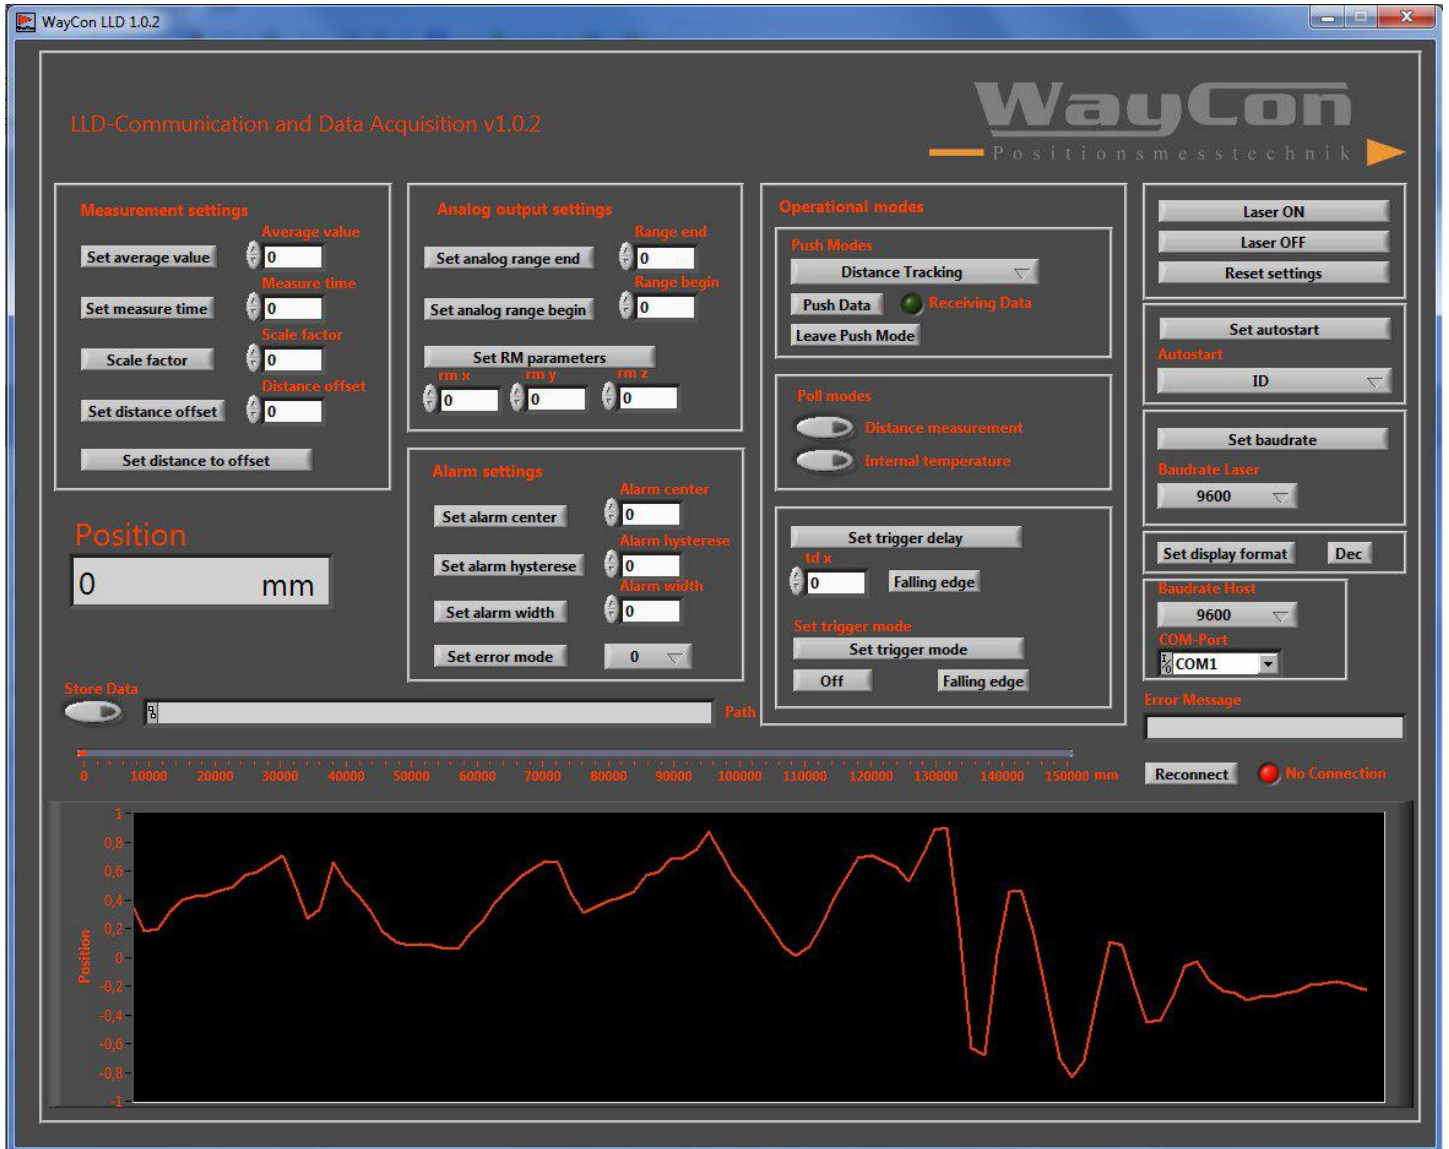 WayCon LLD 1.0.2
LLD-Communication and Data Acquisition v1.0.2
WayCon
Positionsmesstechnik
Measurement settings
Average value
Set average value 0
Measure time
Set measure time 0
Scale factor
Scale factor 0
Distance offset
Set distance offset 0
Set distance to offset
Position
0 mm
Analog output settings
Range end
Set analog range end 0
Range begin
Set analog range begin 0
Set RM parameters
rm x rm y rm z
0 0 0
Alarm settings
Alarm center
Set alarm center 0
Alarm hysterese
Set alarm hysterese 0
Alarm width
Set alarm width 0
Set error mode 0
Operational modes
Push Modes
Distance Tracking
Push Data Receiving Data
Leave Push Mode
Poll modes
Distance measurement
Internal temperature
Set trigger delay
td x
0 Falling edge
Set trigger mode
Set trigger mode
Off Falling edge
Laser ON
Laser OFF
Reset settings
Set autostart
Autostart
ID
Set baudrate
Baudrate Laser
9600
Set display format Dec
Baudrate Host
9600
COM-Port
COM1
Error Message
Reconnect No Connection
Store Data
Path
0 10000 20000 30000 40000 50000 60000 70000 80000 90000 100000 110000 120000 130000 140000 150000 mm
Position
1
0,8
0,6
0,4
0,2
0
-0,2
-0,4
-0,6
-0,8
-1